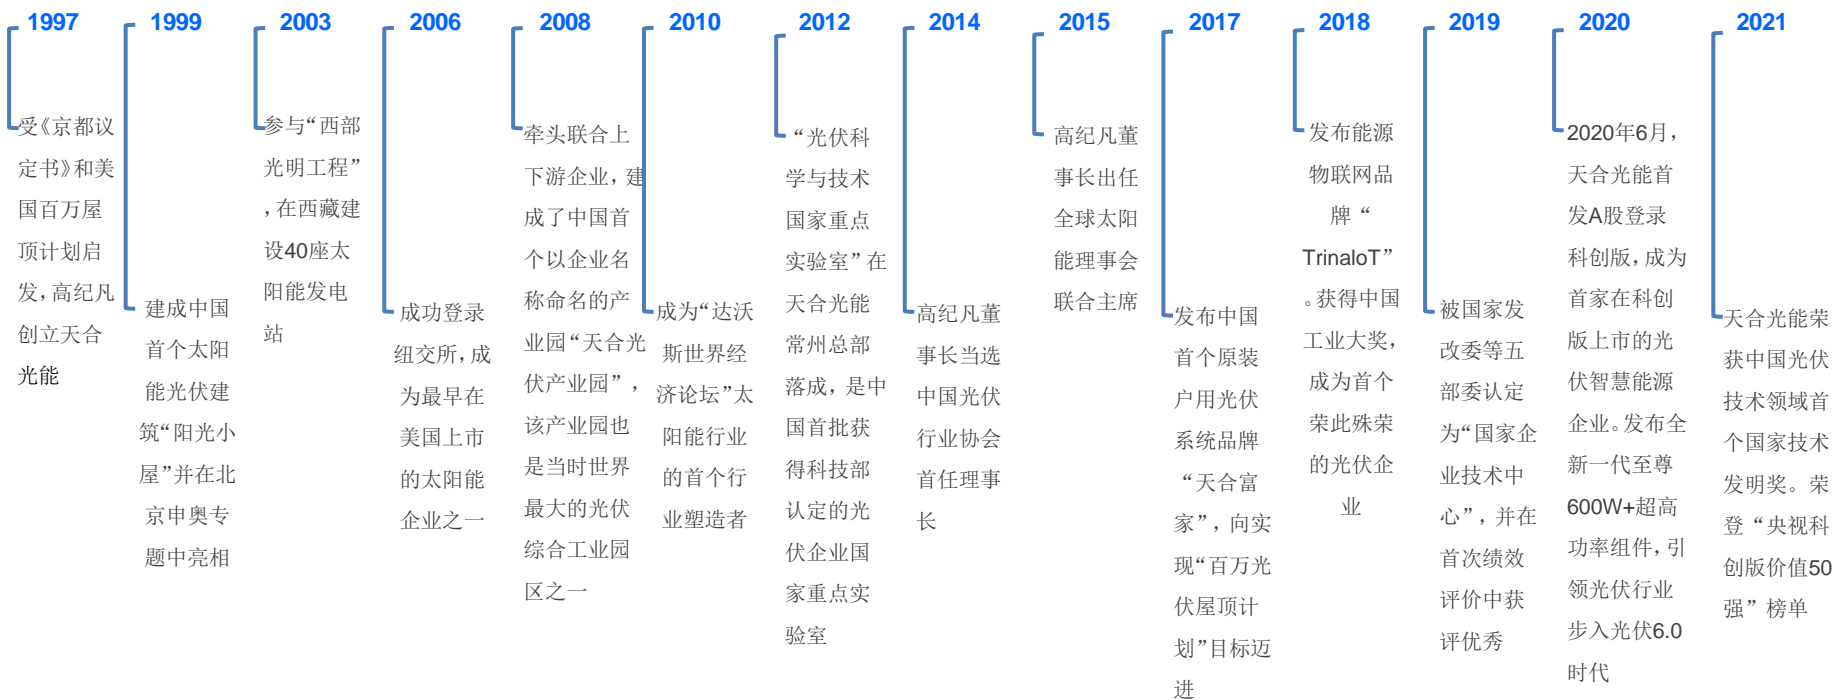 1997
受《京都议
定书》和美
国百万屋
顶计划启
发，高纪凡
创立天合
光能
1999
建成中国
首个太阳
能光伏建
筑“阳光小
屋”并在北
京申奥专
题中亮相
2003
参与“西部
光明工程”
，在西藏建
设40座太
阳能发电
站
2006
成功登录
纽交所，成
为最早在
美国上市
的太阳能
企业之一
2008
牵头联合上
下游企业，建
成了中国首
个以企业名
称命名的产
业园“天合光
伏产业园”，
该产业园也
是当时世界
最大的光伏
综合工业园
区之一
2010
成为“达沃
斯世界经
济论坛”太
阳能行业
的首个行
业塑造者
2012
“光伏科
学与技术
国家重点
实验室”在
天合光能
常州总部
落成，是中
国首批获
得科技部
认定的光
伏企业国
家重点实
验室
2014
高纪凡董
事长当选
中国光伏
行业协会
首任理事
长
2015
高纪凡董
事长出任
全球太阳
能理事会
联合主席
2017
发布中国
首个原装
户用光伏
系统品牌
“天合富
家”，向实
现“百万光
伏屋顶计
划”目标迈
进
2018
发布能源
物联网品
牌“
TrinaIoT”
。获得中国
工业大奖，
成为首个
荣此殊荣
的光伏企
业
2019
被国家发
改委等五
部委认定
为“国家企
业技术中
心”，并在
首次绩效
评价中获
评优秀
2020
2020年6月，
天合光能首
发A股登录
科创版，成为
首家在科创
版上市的光
伏智慧能源
企业。发布全
新一代至尊
600W+超高
功率组件，引
领光伏行业
步入光伏6.0
时代
2021
天合光能荣
获中国光伏
技术领域首
个国家技术
发明奖。荣
登“央视科
创版价值50
强”榜单